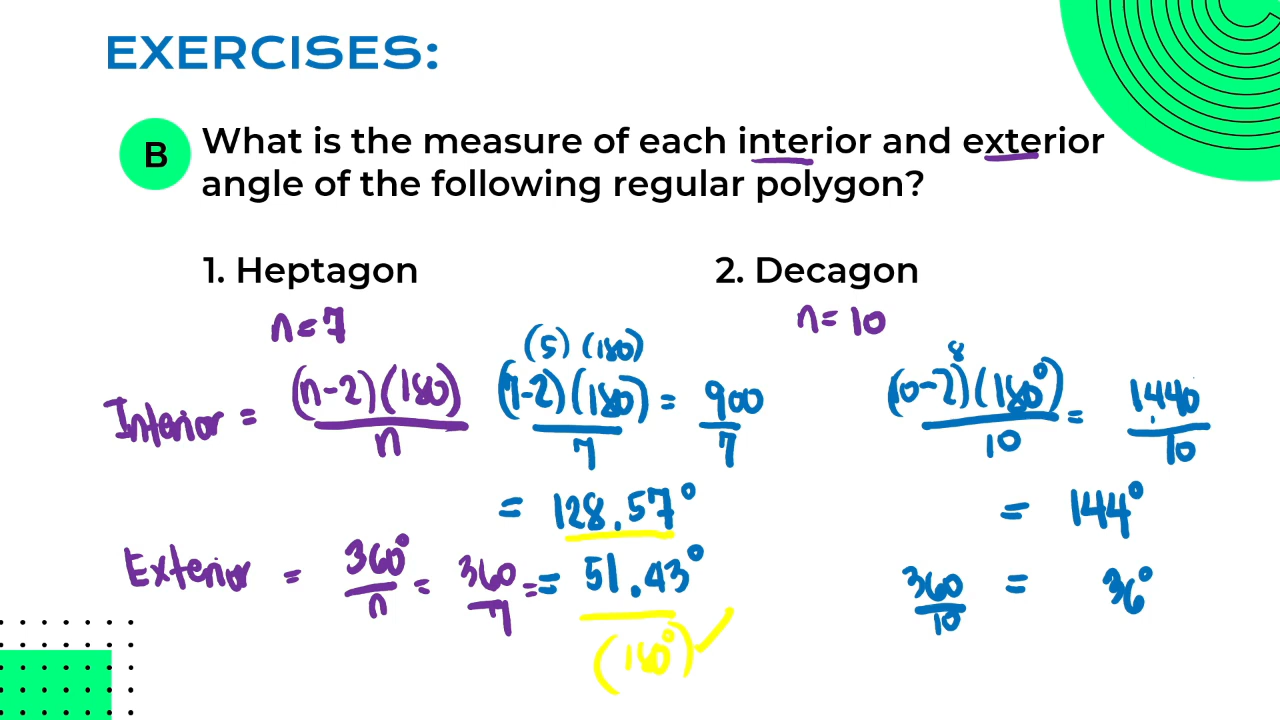 EXERCISES:
B
What is the measure of each interior and exterior
angle of the following regular polygon?
1. Heptagon
2. Decagon
n=7
n=10
Interior = (n-2)(180)/n
(5)(180)
(7-2)(180)/7 = 900/7
= 128.57°
8
(10-2)(180°)/10 = 1440/10
= 144°
Exterior = 360°/n = 360/7 = = 51.43°
(180°) ✓
360/10 = 36°